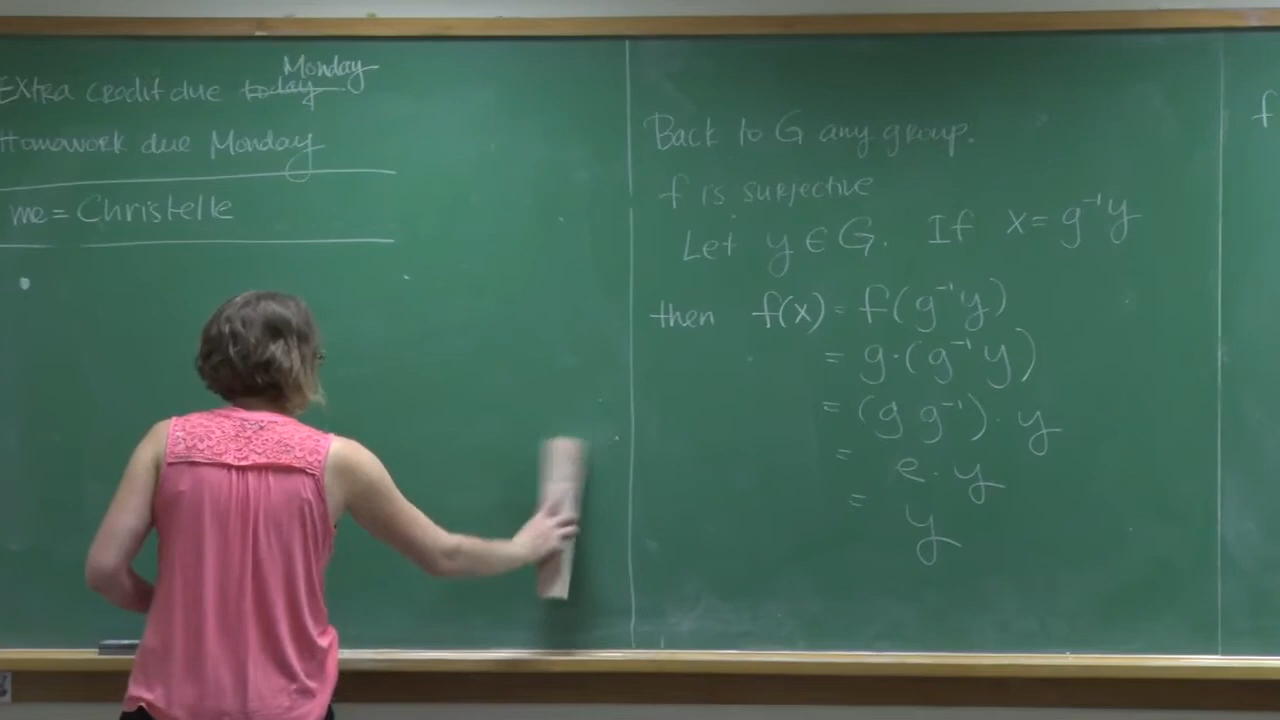 Extra credit due today Monday
Homework due Monday
me = Christelle
Back to G any group.
f is surjective
Let y ∈ G. If x = g⁻¹y
then f(x) = f(g⁻¹y)
= g·(g⁻¹y)
= (g g⁻¹)·y
= e·y
= y
f